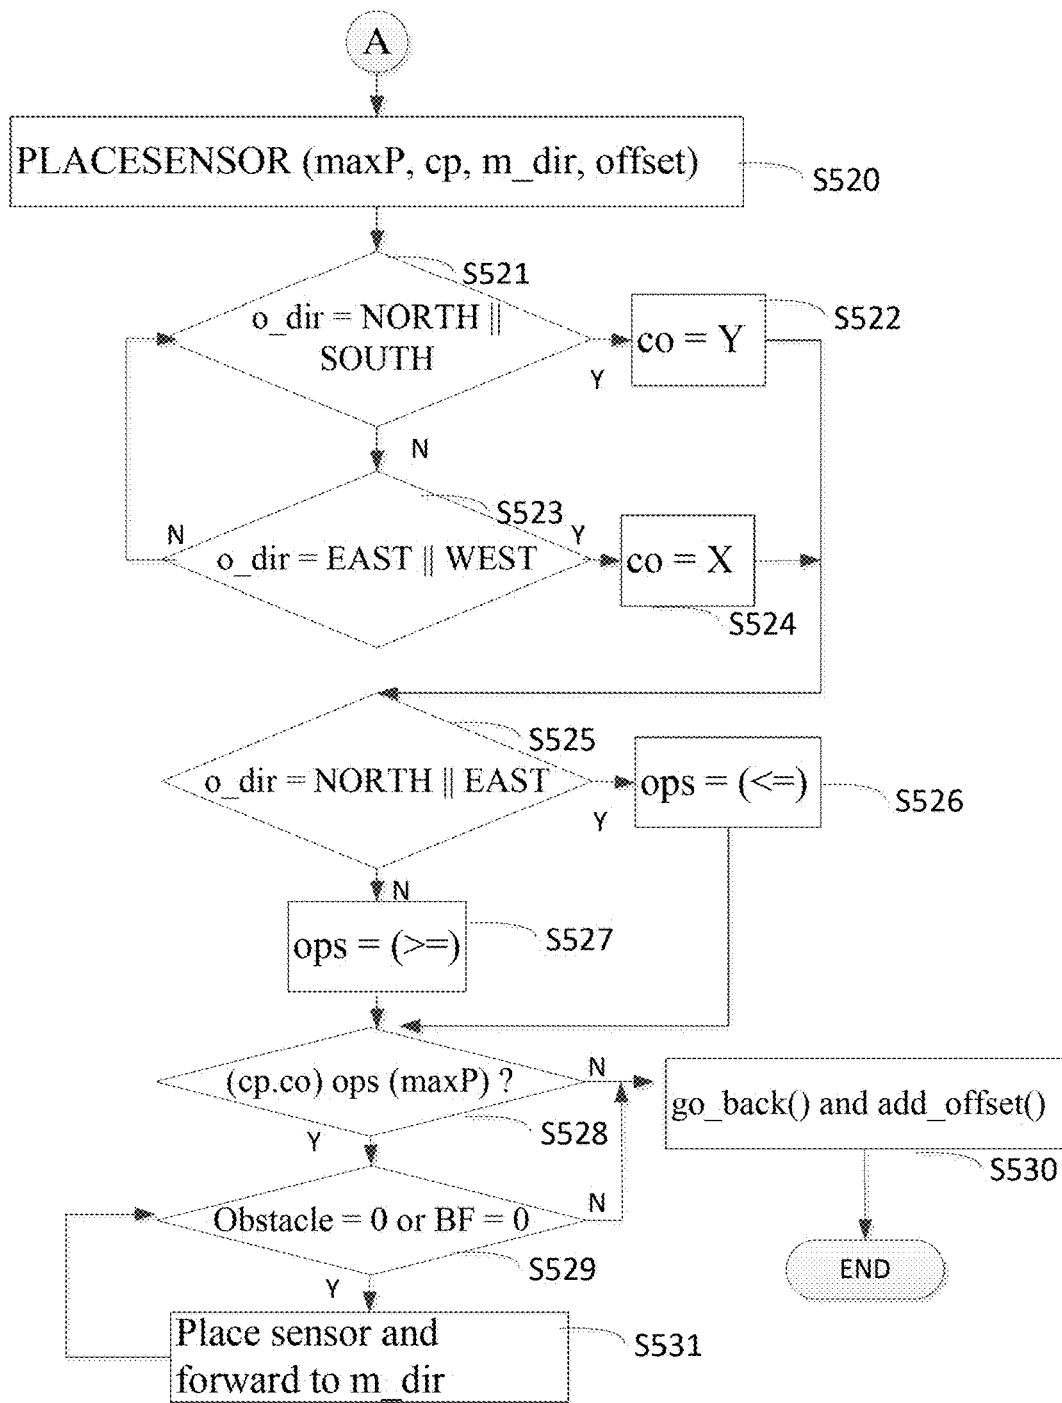 A
PLACESENSOR (maxP, cp, m_dir, offset)
S520
S521
o_dir = NORTH ||
SOUTH
Y
co = Y
S522
N
S523
o_dir = EAST || WEST
N
Y
co = X
S524
S525
o_dir = NORTH || EAST
Y
ops = (<=)
S526
N
ops = (>=)
S527
(cp.co) ops (maxP) ?
N
S528
Y
go_back() and add_offset()
S530
Obstacle = 0 or BF = 0
N
S529
Y
END
Place sensor and
forward to m_dir
S531